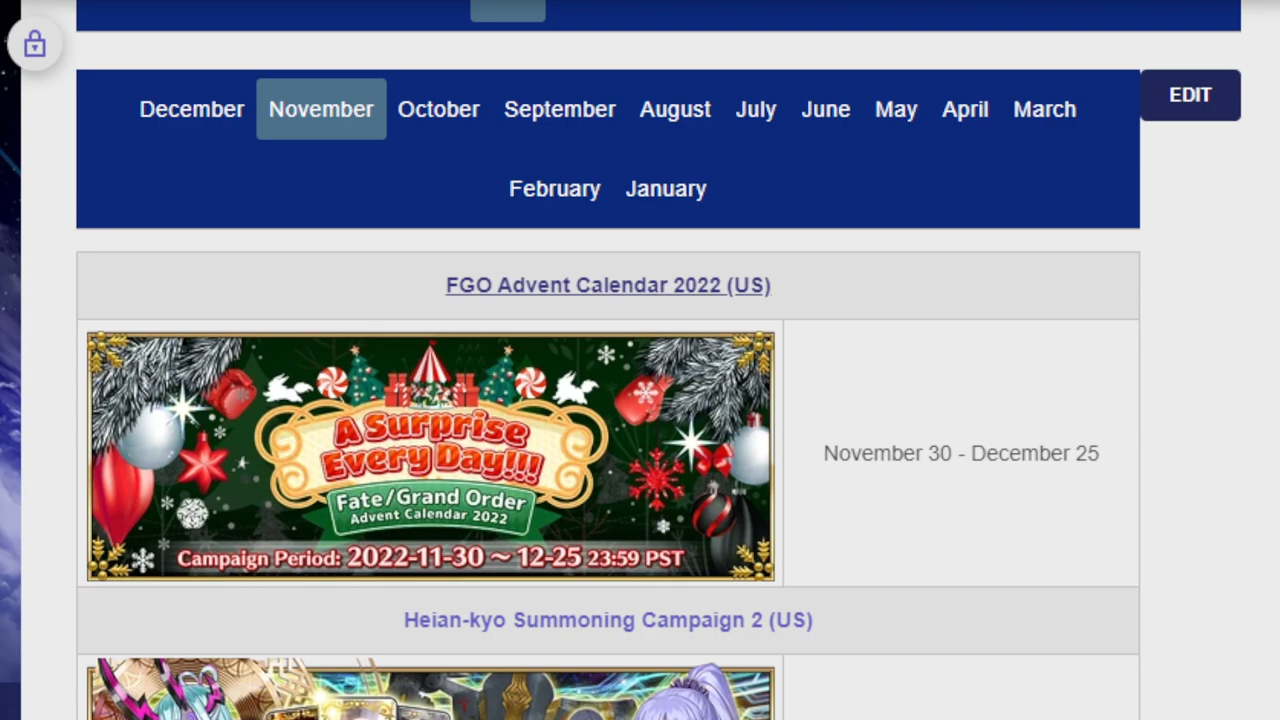 December November October September August July June May April March
EDIT
February January
FGO Advent Calendar 2022 (US)
A Surprise
Every Day!!!
Fate/Grand Order
Advent Calendar 2022
Campaign Period: 2022-11-30 ~ 12-25 23:59 PST
November 30 - December 25
Heian-kyo Summoning Campaign 2 (US)